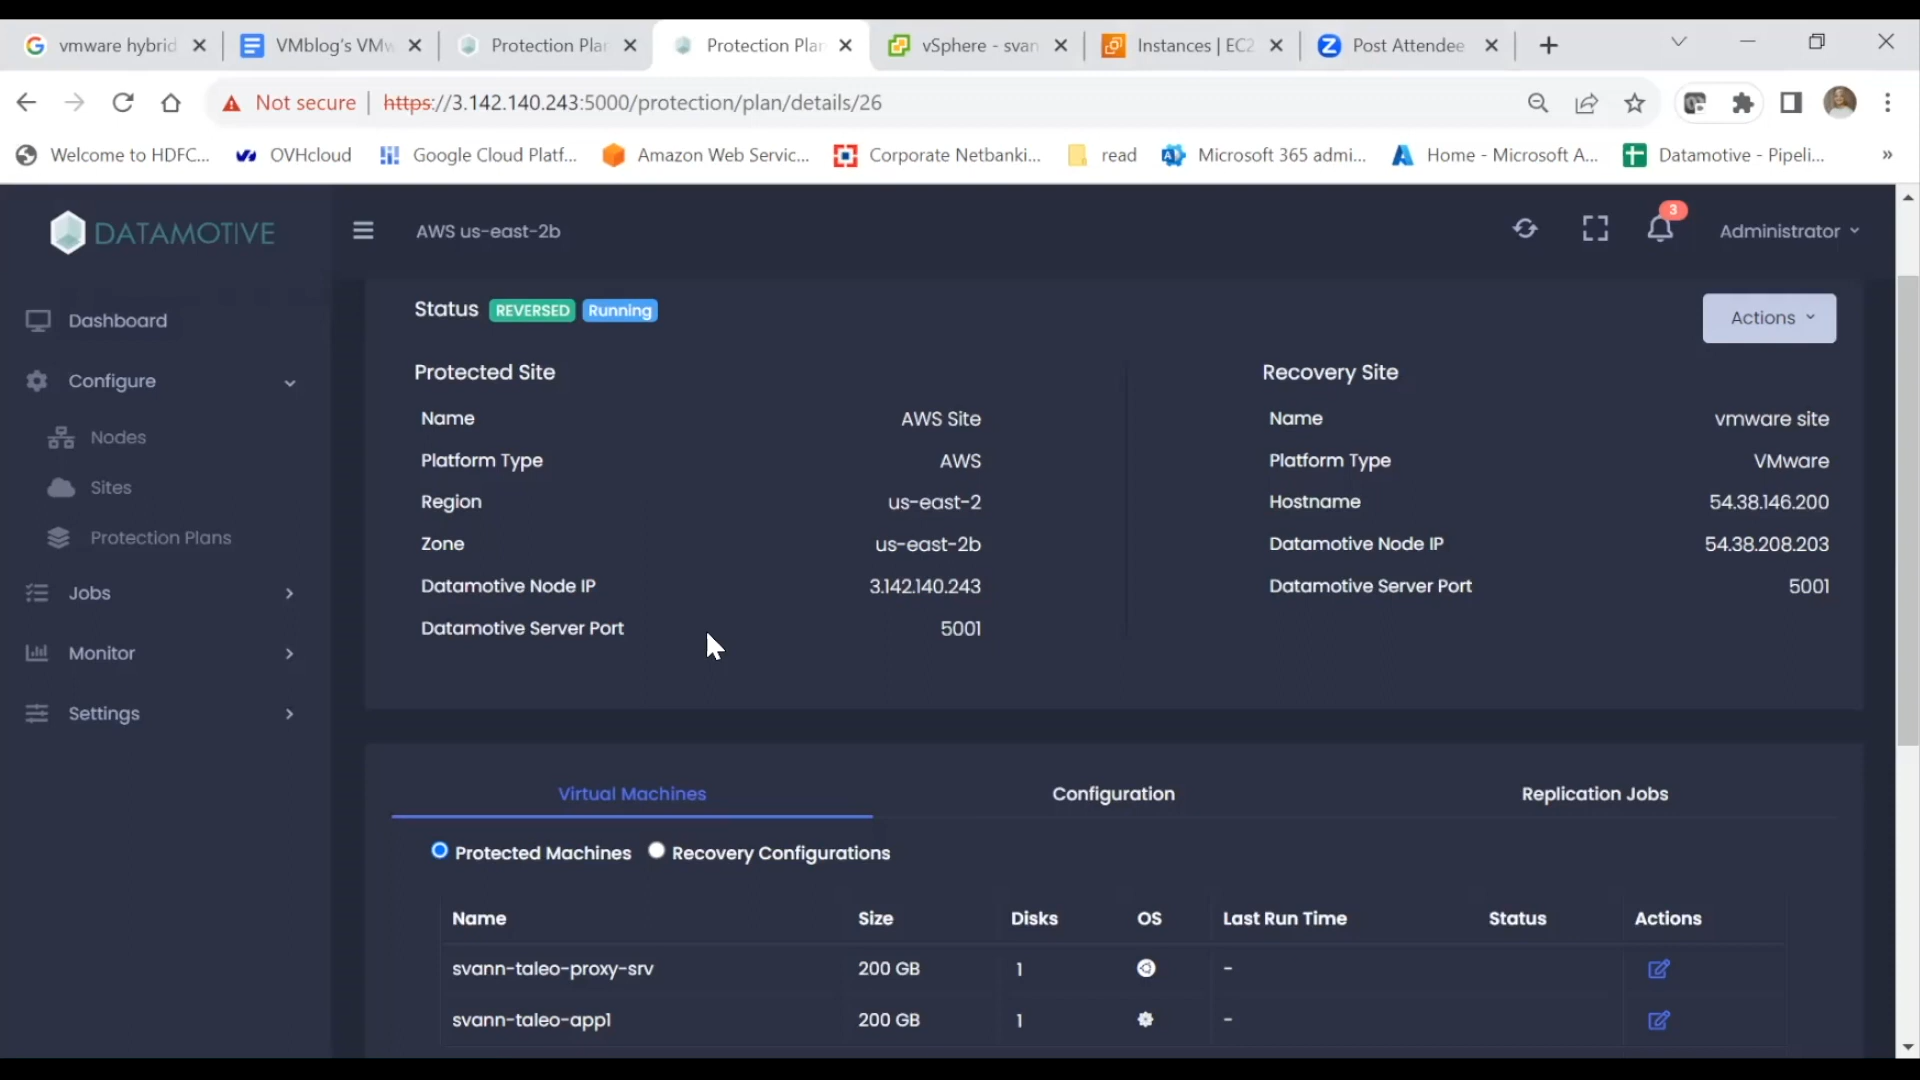 vmware hybrid
VMblog's VMw
Protection Plan
Protection Plan
vSphere - svan
Instances | EC2
Post Attendee
Not secure
https://3.142.140.243:5000/protection/plan/details/26
Welcome to HDFC...
OVHcloud
Google Cloud Platf...
Amazon Web Servic...
Corporate Netbanki...
read
Microsoft 365 admi...
Home - Microsoft A...
Datamotive - Pipeli...
»
DATAMOTIVE
AWS us-east-2b
3
Administrator
Dashboard
Configure
Nodes
Sites
Protection Plans
Jobs
Monitor
Settings
Status REVERSED Running
Actions
Protected Site
Name AWS Site
Platform Type AWS
Region us-east-2
Zone us-east-2b
Datamotive Node IP 3.142.140.243
Datamotive Server Port 5001
Recovery Site
Name vmware site
Platform Type VMware
Hostname 54.38.146.200
Datamotive Node IP 54.38.208.203
Datamotive Server Port 5001
Virtual Machines
Configuration
Replication Jobs
Protected Machines Recovery Configurations
Name Size Disks OS Last Run Time Status Actions
svann-taleo-proxy-srv 200 GB 1 -
svann-taleo-app1 200 GB 1 -